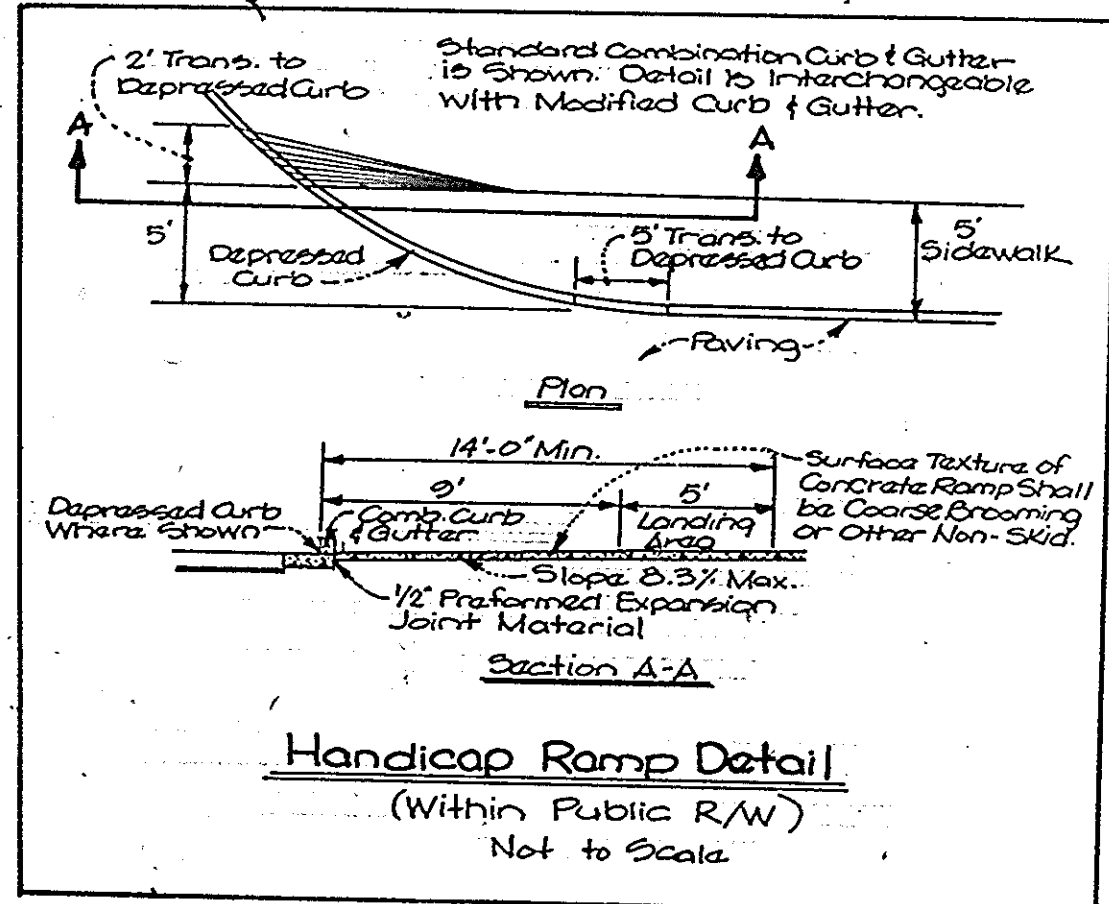 2' Trans. to
Depressed Curb
Standard Combination Curb & Gutter
is Shown. Detail is Interchangeable
with Modified Curb & Gutter.
A
A
5'
Depressed
Curb
5' Trans. to
Depressed Curb
5'
Sidewalk
Paving
Plan
14'-0" Min.
9'
5'
Landing
Area
Surface Texture of
Concrete Ramp Shall
be Coarse Brooming
or Other Non-Skid.
Depressed Curb
Where Shown
Comb. Curb
& Gutter
Slope 8.3% Max.
1/2" Preformed Expansion
Joint Material
Section A-A
Handicap Ramp Detail
(Within Public R/W)
Not to Scale